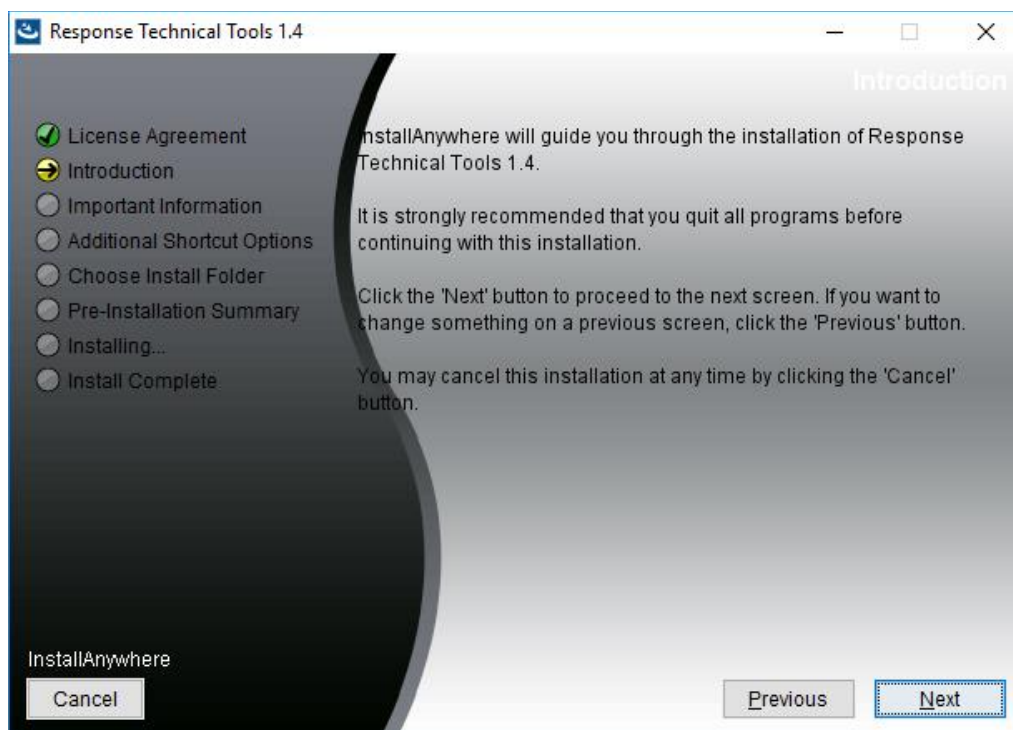 Response Technical Tools 1.4
Introduction
License Agreement
Introduction
Important Information
Additional Shortcut Options
Choose Install Folder
Pre-Installation Summary
Installing...
Install Complete
InstallAnywhere will guide you through the installation of Response
Technical Tools 1.4.
It is strongly recommended that you quit all programs before
continuing with this installation.
Click the 'Next' button to proceed to the next screen. If you want to
change something on a previous screen, click the 'Previous' button.
You may cancel this installation at any time by clicking the 'Cancel'
button.
InstallAnywhere
Cancel
Previous
Next